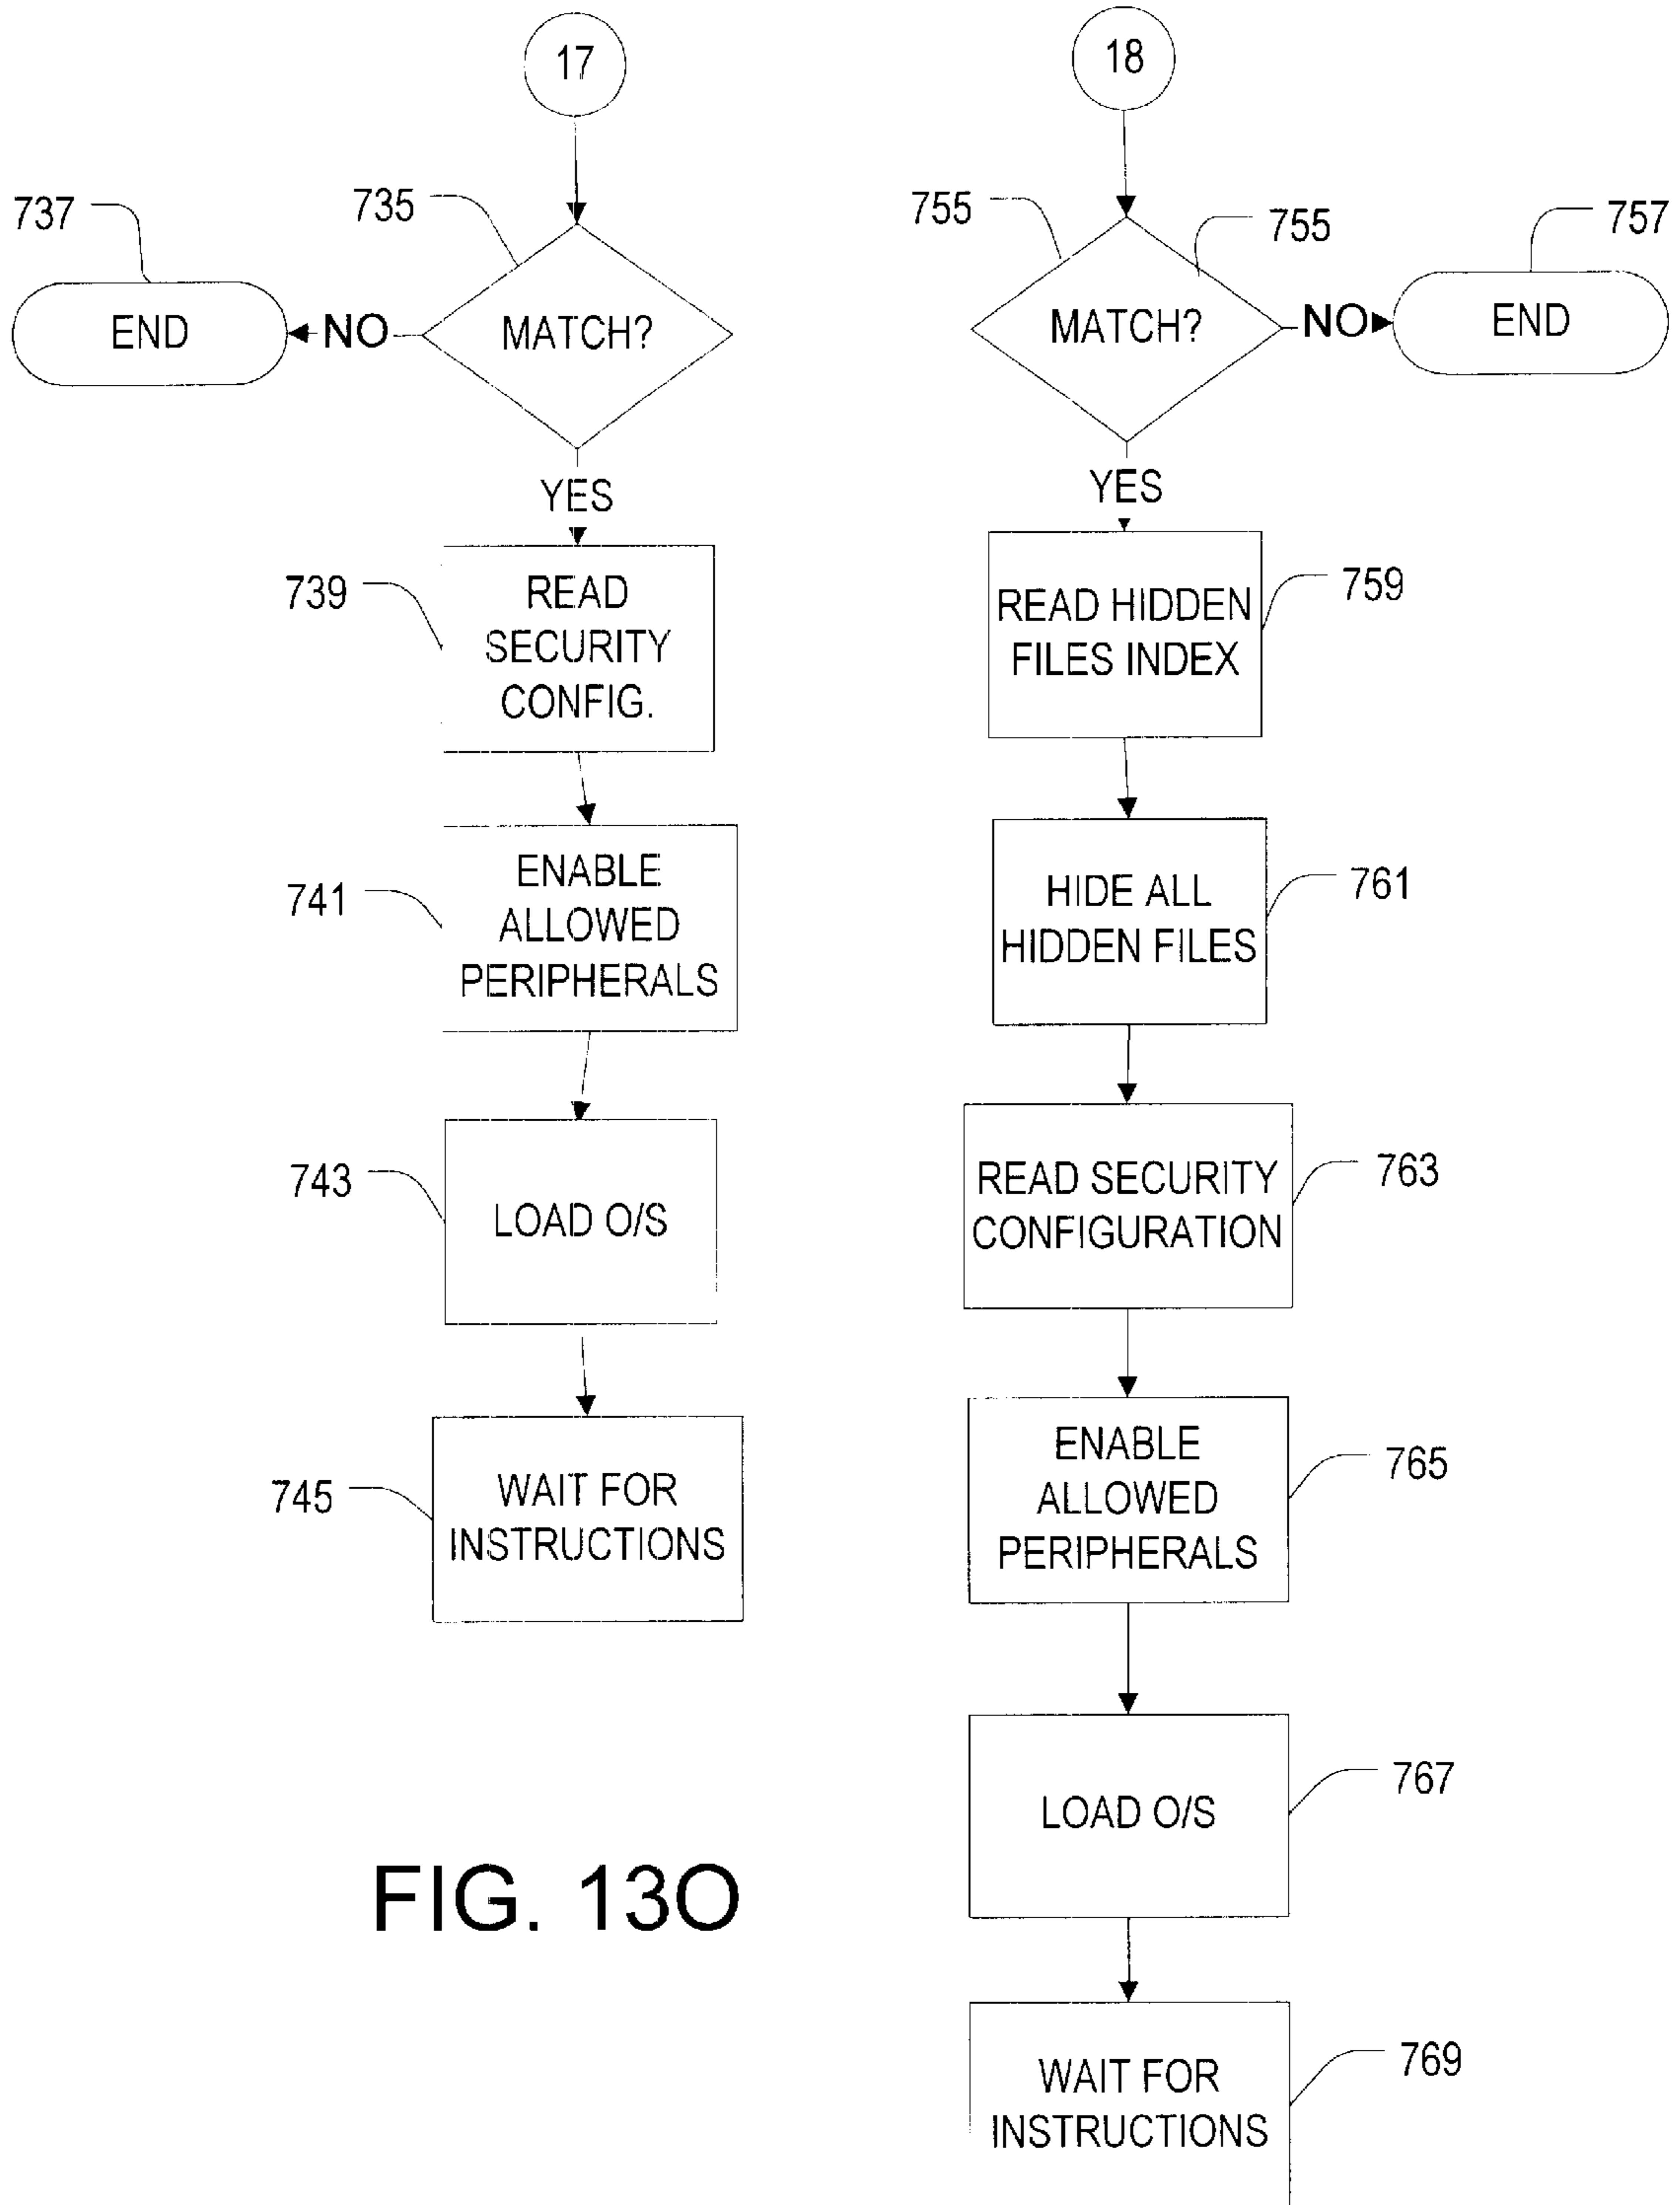 17
735
737
MATCH?
END
NO
YES
739
READ
SECURITY
CONFIG.
741
ENABLE
ALLOWED
PERIPHERALS
743
LOAD O/S
745
WAIT FOR
INSTRUCTIONS
18
755
755
757
MATCH?
NO
END
YES
759
READ HIDDEN
FILES INDEX
761
HIDE ALL
HIDDEN FILES
763
READ SECURITY
CONFIGURATION
765
ENABLE
ALLOWED
PERIPHERALS
767
LOAD O/S
769
WAIT FOR
INSTRUCTIONS
FIG. 13O